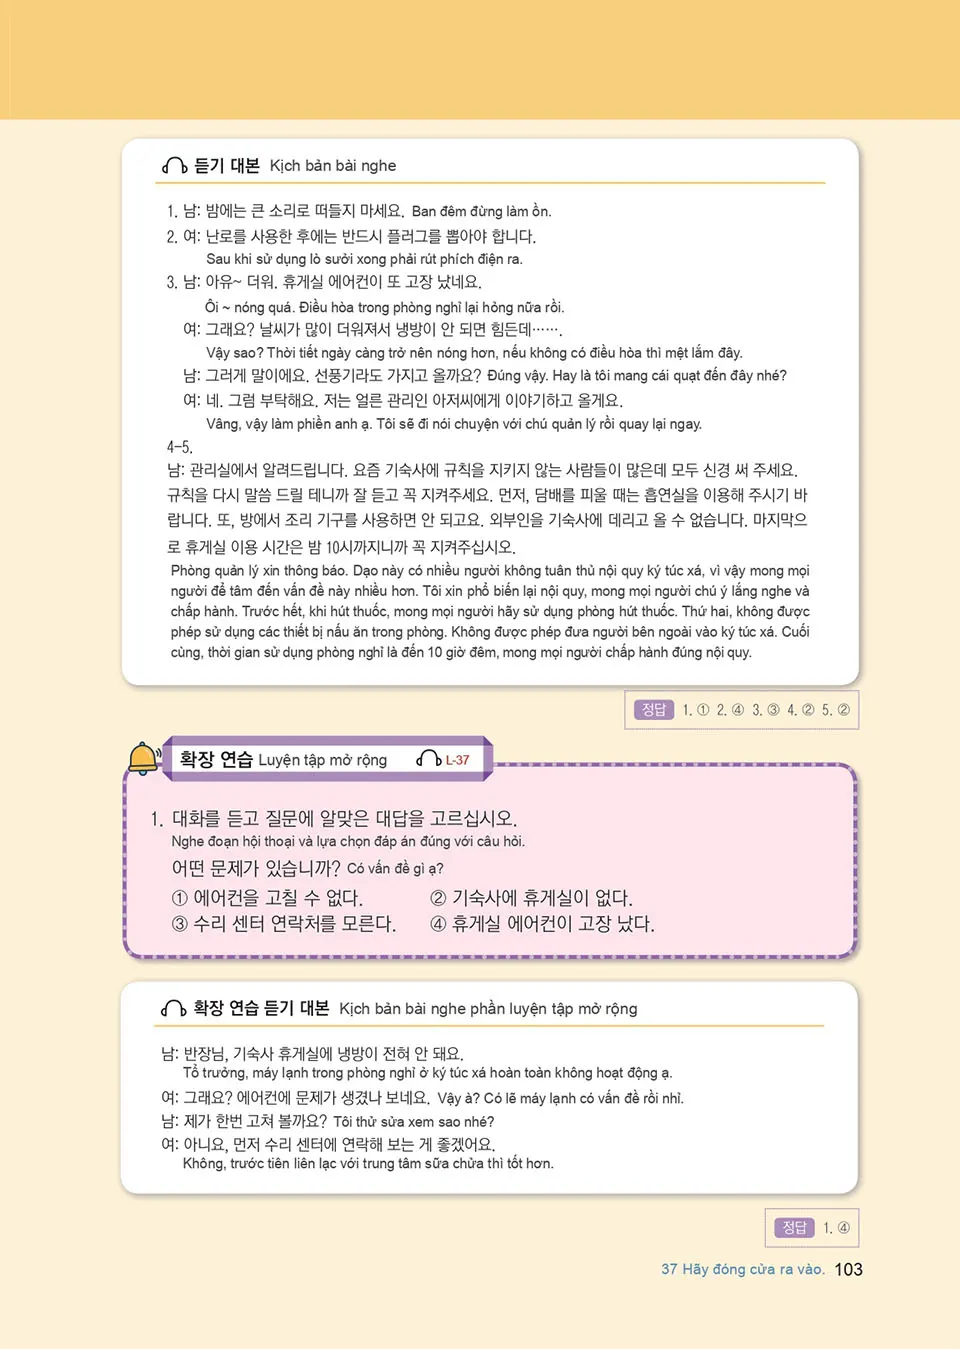 듣기 대본 Kịch bản bài nghe
1. 남: 밤에는 큰 소리로 떠들지 마세요. Ban đêm đừng làm ồn.
2. 여: 난로를 사용한 후에는 반드시 플러그를 뽑아야 합니다.
Sau khi sử dụng lò sưởi xong phải rút phích điện ra.
3. 남: 아유~ 더워. 휴게실 에어컨이 또 고장 났네요.
Ôi ~ nóng quá. Điều hòa trong phòng nghỉ lại hỏng nữa rồi.
여: 그래요? 날씨가 많이 더워져서 냉방이 안 되면 힘든데…….
Vậy sao? Thời tiết ngày càng trở nên nóng hơn, nếu không có điều hòa thì mệt lắm đây.
남: 그러게 말이에요. 선풍기라도 가지고 올까요? Đúng vậy. Hay là tôi mang cái quạt đến đây nhé?
여: 네. 그럼 부탁해요. 저는 얼른 관리인 아저씨에게 이야기하고 올게요.
Vâng, vậy làm phiền anh ạ. Tôi sẽ đi nói chuyện với chú quản lý rồi quay lại ngay.
4-5.
남: 관리실에서 알려드립니다. 요즘 기숙사에 규칙을 지키지 않는 사람들이 많은데 모두 신경 써 주세요.
규칙을 다시 말씀 드릴 테니까 잘 듣고 꼭 지켜주세요. 먼저, 담배를 피울 때는 흡연실을 이용해 주시기 바
랍니다. 또, 방에서 조리 기구를 사용하면 안 되고요. 외부인을 기숙사에 데리고 올 수 없습니다. 마지막으
로 휴게실 이용 시간은 밤 10시까지니까 꼭 지켜주십시오.
Phòng quản lý xin thông báo. Dạo này có nhiều người không tuân thủ nội quy ký túc xá, vì vậy mong mọi
người để tâm đến vấn đề này nhiều hơn. Tôi xin phổ biến lại nội quy, mong mọi người chú ý lắng nghe và
chấp hành. Trước hết, khi hút thuốc, mong mọi người hãy sử dụng phòng hút thuốc. Thứ hai, không được
phép sử dụng các thiết bị nấu ăn trong phòng. Không được phép đưa người bên ngoài vào ký túc xá. Cuối
cùng, thời gian sử dụng phòng nghỉ là đến 10 giờ đêm, mong mọi người chấp hành đúng nội quy.
정답 1. ① 2. ④ 3. ③ 4. ② 5. ②
확장 연습 Luyện tập mở rộng L-37
1. 대화를 듣고 질문에 알맞은 대답을 고르십시오.
Nghe đoạn hội thoại và lựa chọn đáp án đúng với câu hỏi.
어떤 문제가 있습니까? Có vấn đề gì ạ?
① 에어컨을 고칠 수 없다. ② 기숙사에 휴게실이 없다.
③ 수리 센터 연락처를 모른다. ④ 휴게실 에어컨이 고장 났다.
확장 연습 듣기 대본 Kịch bản bài nghe phần luyện tập mở rộng
남: 반장님, 기숙사 휴게실에 냉방이 전혀 안 돼요.
Tổ trưởng, máy lạnh trong phòng nghỉ ở ký túc xá hoàn toàn không hoạt động ạ.
여: 그래요? 에어컨에 문제가 생겼나 보네요. Vậy à? Có lẽ máy lạnh có vấn đề rồi nhỉ.
남: 제가 한번 고쳐 볼까요? Tôi thử sửa xem sao nhé?
여: 아니요, 먼저 수리 센터에 연락해 보는 게 좋겠어요.
Không, trước tiên liên lạc với trung tâm sữa chửa thì tốt hơn.
정답 1. ④
37 Hãy đóng cửa ra vào. 103